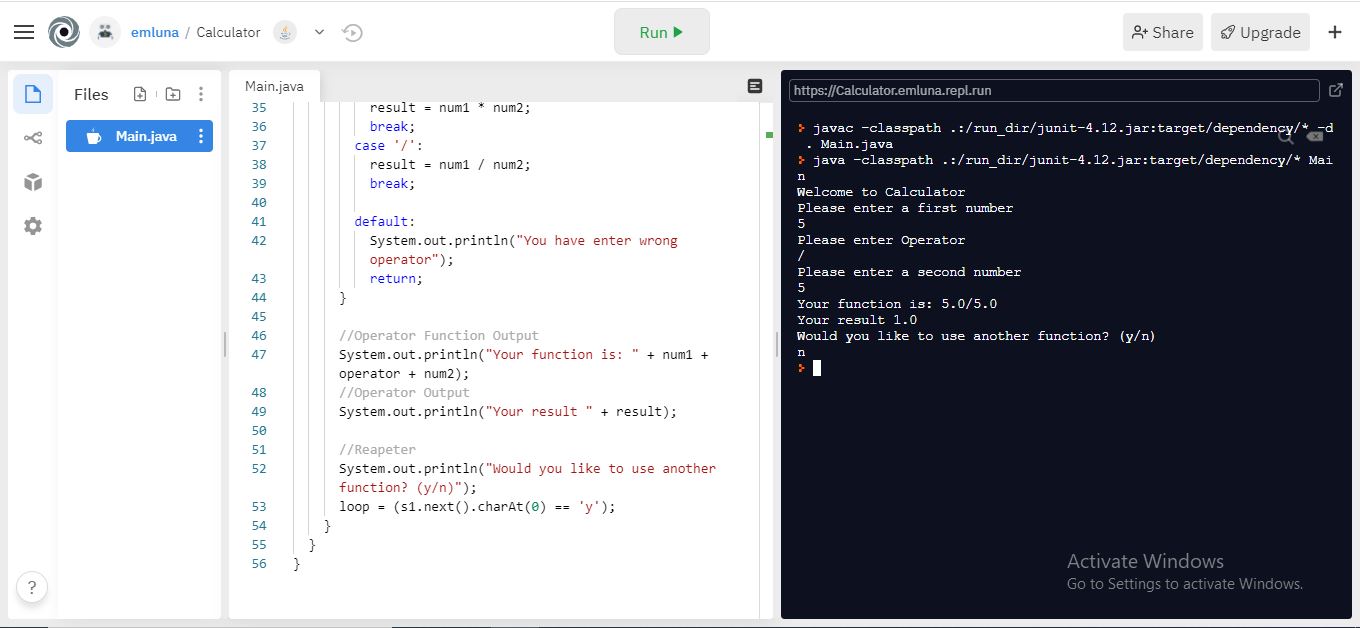 emluna / Calculator
Run
Share
Upgrade
Files
Main.java
Main.java
35 result = num1 * num2;
36 break;
37 case '/':
38 result = num1 / num2;
39 break;
40
41 default:
42 System.out.println("You have enter wrong
operator");
43 return;
44 }
45
46 //Operator Function Output
47 System.out.println("Your function is: " + num1 +
operator + num2);
48 //Operator Output
49 System.out.println("Your result " + result);
50
51 //Reapeter
52 System.out.println("Would you like to use another
function? (y/n)");
53 loop = (s1.next().charAt(0) == 'y');
54 }
55 }
56 }
?
https://Calculator.emluna.repl.run
> javac -classpath .:/run_dir/junit-4.12.jar:target/dependency/* -d
. Main.java
> java -classpath .:/run_dir/junit-4.12.jar:target/dependency/* Mai
n
Welcome to Calculator
Please enter a first number
5
Please enter Operator
/
Please enter a second number
5
Your function is: 5.0/5.0
Your result 1.0
Would you like to use another function? (y/n)
n
>
Activate Windows
Go to Settings to activate Windows.